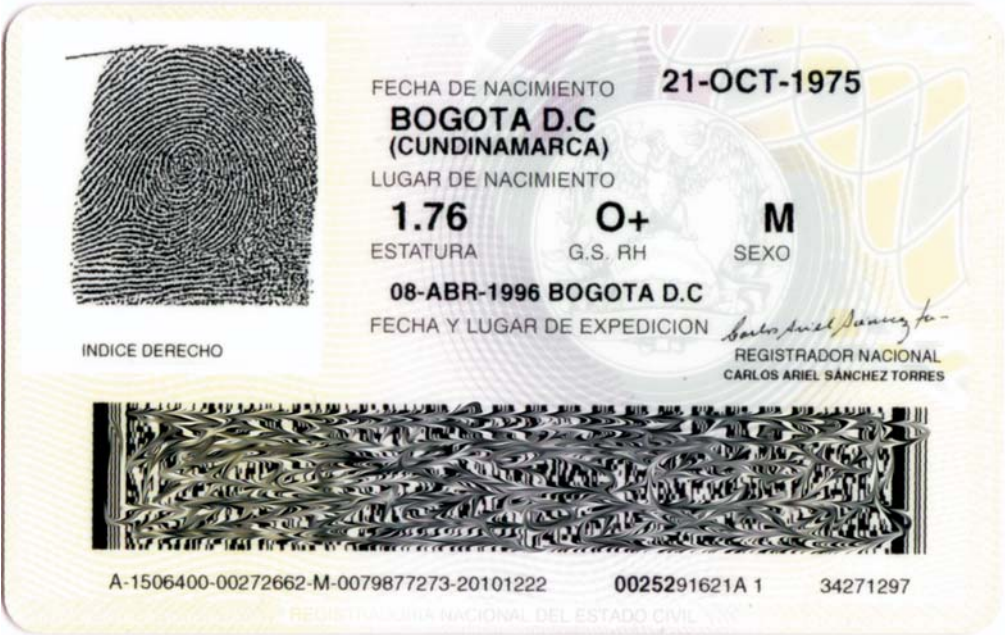 FECHA DE NACIMIENTO 21-OCT-1975
BOGOTA D.C
(CUNDINAMARCA)
LUGAR DE NACIMIENTO
1.76 O+ M
ESTATURA G.S. RH SEXO
08-ABR-1996 BOGOTA D.C
FECHA Y LUGAR DE EXPEDICION
INDICE DERECHO
REGISTRADOR NACIONAL
CARLOS ARIEL SÁNCHEZ TORRES
A-1506400-00272662-M-0079877273-20101222 0025291621A 1 34271297
REGISTRADURIA NACIONAL DEL ESTADO CIVIL